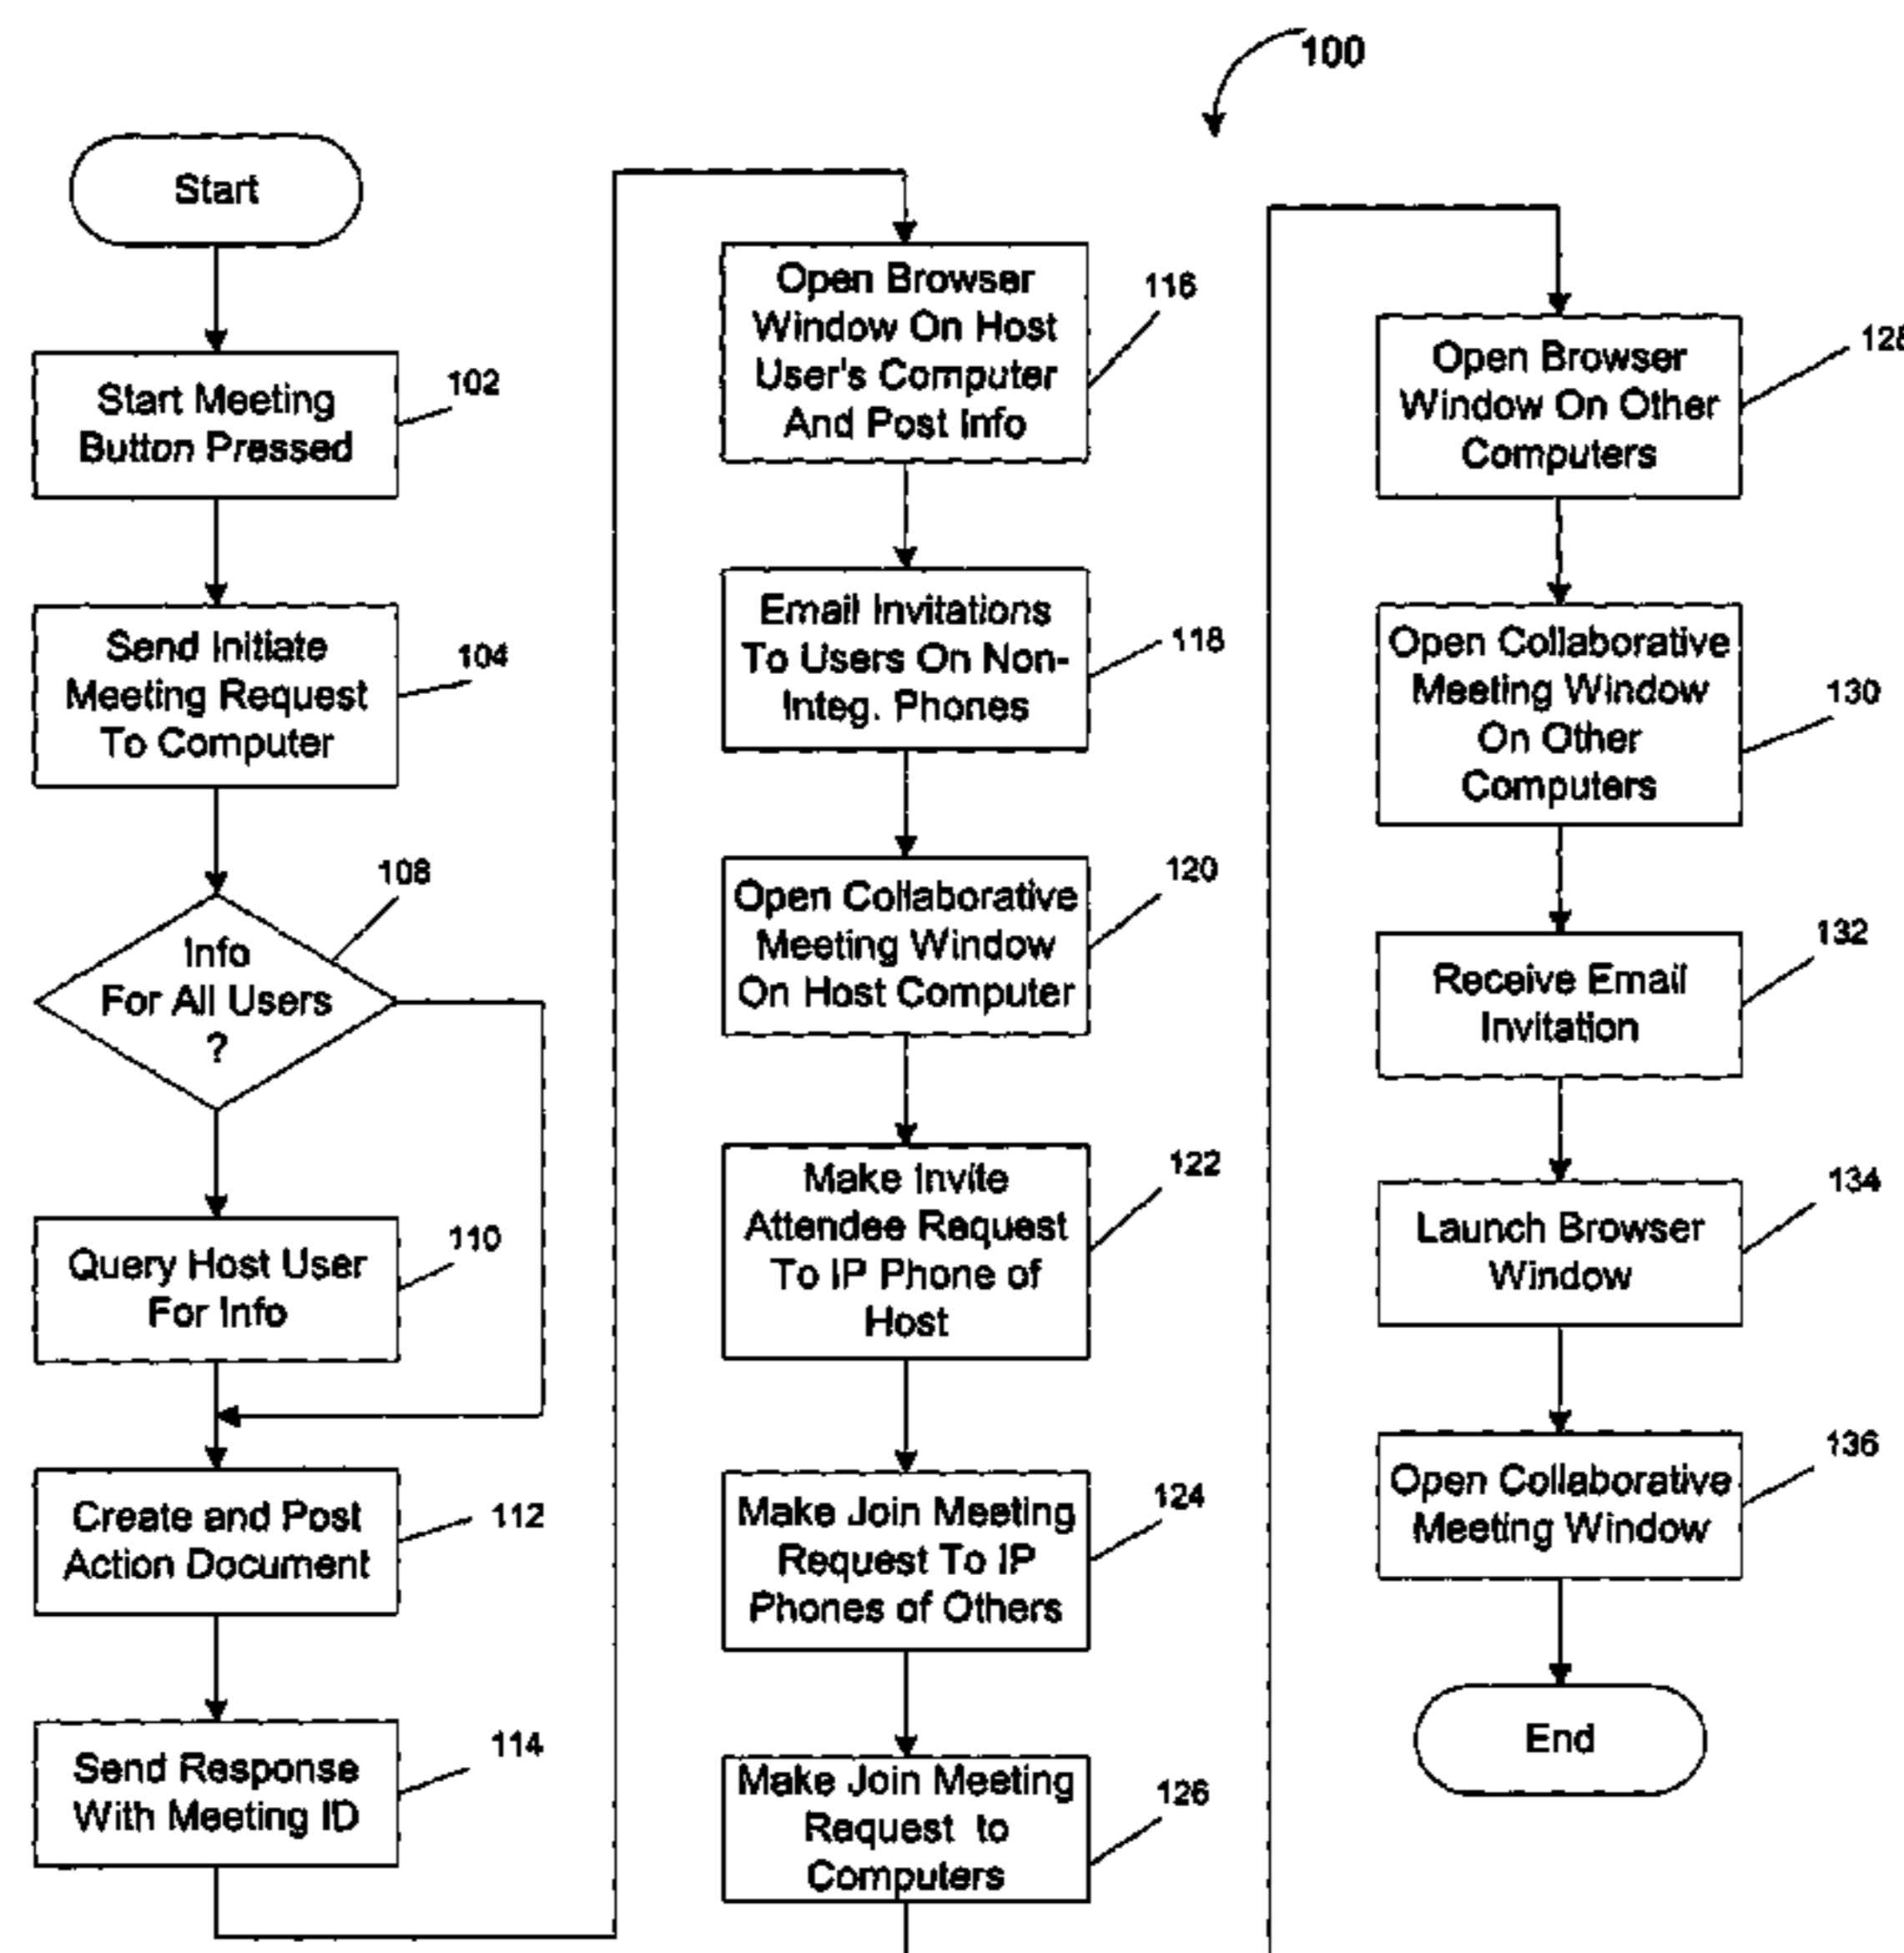 100
Start
Start Meeting
Button Pressed
102
Send Initiate
Meeting Request
To Computer
104
108
Info
For All Users
?
Query Host User
For Info
110
Create and Post
Action Document
112
Send Response
With Meeting ID
114
Open Browser
Window On Host
User's Computer
And Post Info
116
Email Invitations
To Users On Non-
Integ. Phones
118
Open Collaborative
Meeting Window
On Host Computer
120
Make Invite
Attendee Request
To IP Phone of
Host
122
Make Join Meeting
Request To IP
Phones of Others
124
Make Join Meeting
Request to
Computers
126
Open Browser
Window On Other
Computers
128
Open Collaborative
Meeting Window
On Other
Computers
130
Receive Email
Invitation
132
Launch Browser
Window
134
Open Collaborative
Meeting Window
136
End